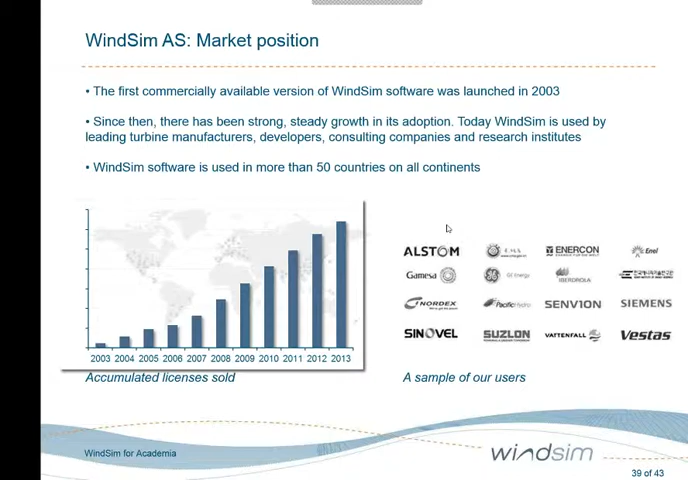 WindSim AS: Market position
• The first commercially available version of WindSim software was launched in 2003
• Since then, there has been strong, steady growth in its adoption. Today WindSim is used by
leading turbine manufacturers, developers, consulting companies and research institutes
• WindSim software is used in more than 50 countries on all continents
2003 2004 2005 2006 2007 2008 2009 2010 2011 2012 2013
Accumulated licenses sold
ALSTOM
ENERCON
Enel
Gamesa
GE Energy
IBERDROLA
NORDEX
PacificHydro
SENVION
SIEMENS
SINOVEL
SUZLON
VATTENFALL
Vestas
A sample of our users
WindSim for Academia
windsim
39 of 43